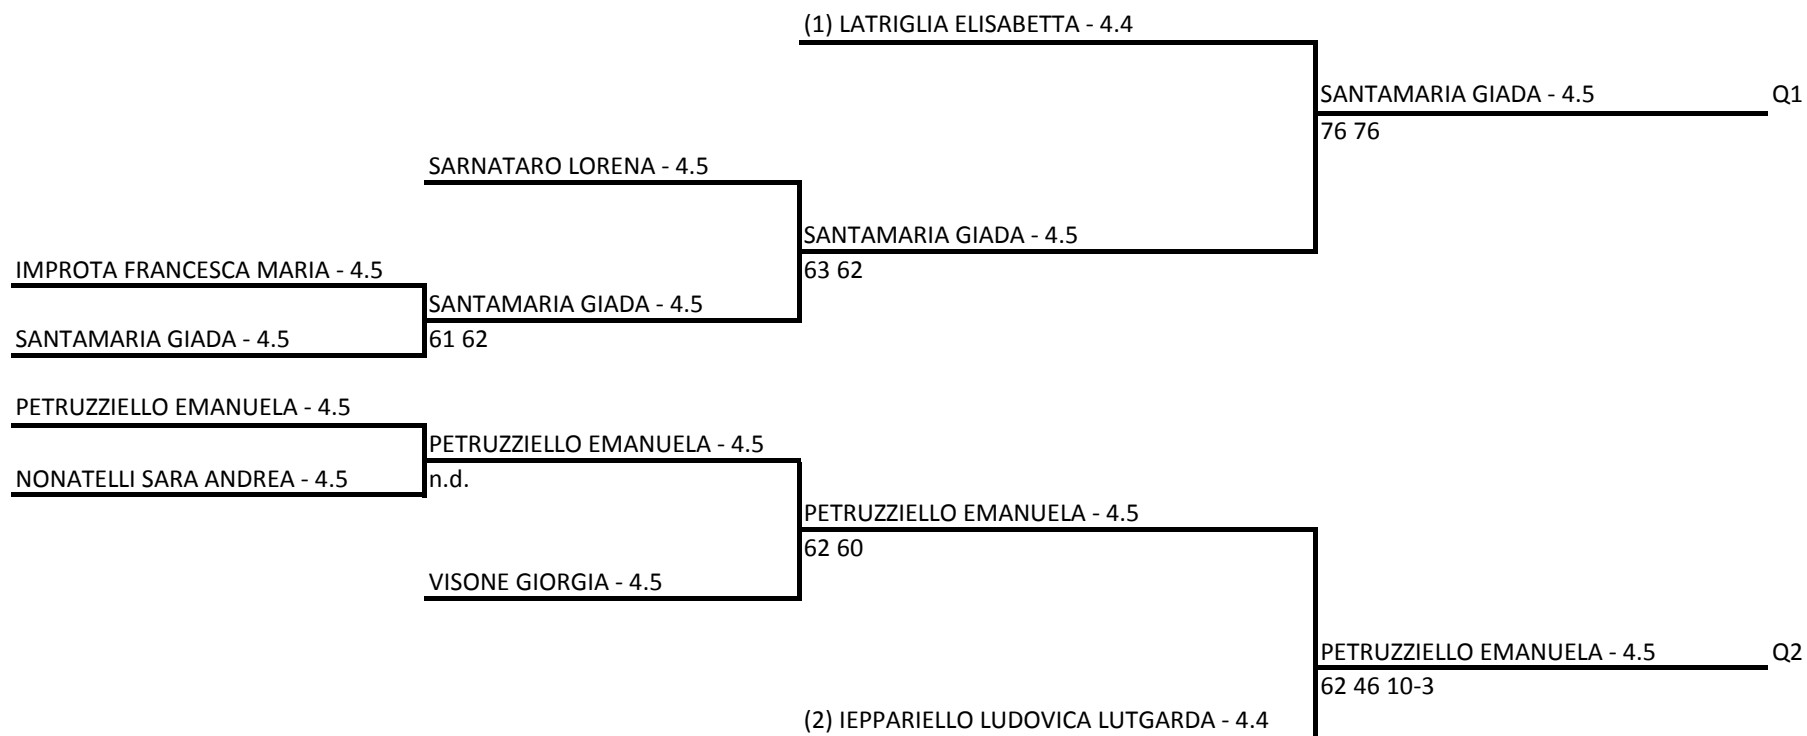 (1) LATRIGLIA ELISABETTA - 4.4
SANTAMARIA GIADA - 4.5 Q1
76 76
SARNATARO LORENA - 4.5
SANTAMARIA GIADA - 4.5
63 62
IMPROTA FRANCESCA MARIA - 4.5
SANTAMARIA GIADA - 4.5
61 62
SANTAMARIA GIADA - 4.5
PETRUZZIELLO EMANUELA - 4.5
PETRUZZIELLO EMANUELA - 4.5
n.d.
NONATELLI SARA ANDREA - 4.5
PETRUZZIELLO EMANUELA - 4.5
62 60
VISONE GIORGIA - 4.5
PETRUZZIELLO EMANUELA - 4.5 Q2
62 46 10-3
(2) IEPPARIELLO LUDOVICA LUTGARDA - 4.4